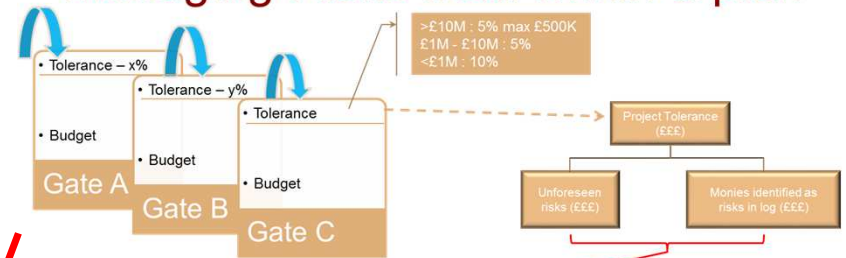 >£10M : 5% max £500K
£1M - £10M : 5%
<£1M : 10%
• Tolerance – x%
• Budget
Gate A
• Tolerance – y%
• Budget
Gate B
• Tolerance
• Budget
Gate C
Project Tolerance
(£££)
Unforeseen
risks (£££)
Monies identified as
risks in log (£££)